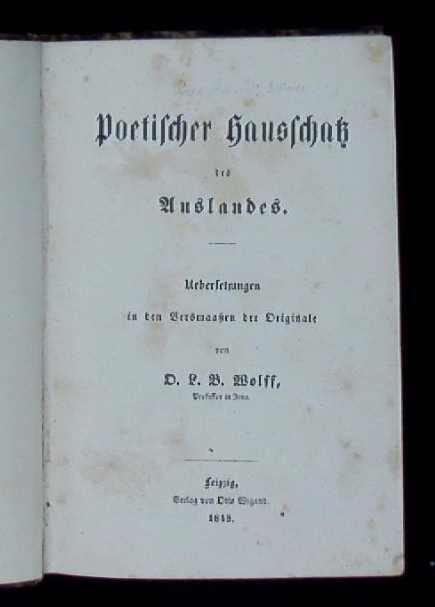 Poetischer Hausschatz
des
Auslandes.
Uebersetzungen
in den Versmaaßen der Originale
von
O. L. B. Wolff,
Professor in Jena.
Leipzig,
Verlag von Otto Wigand.
1848.